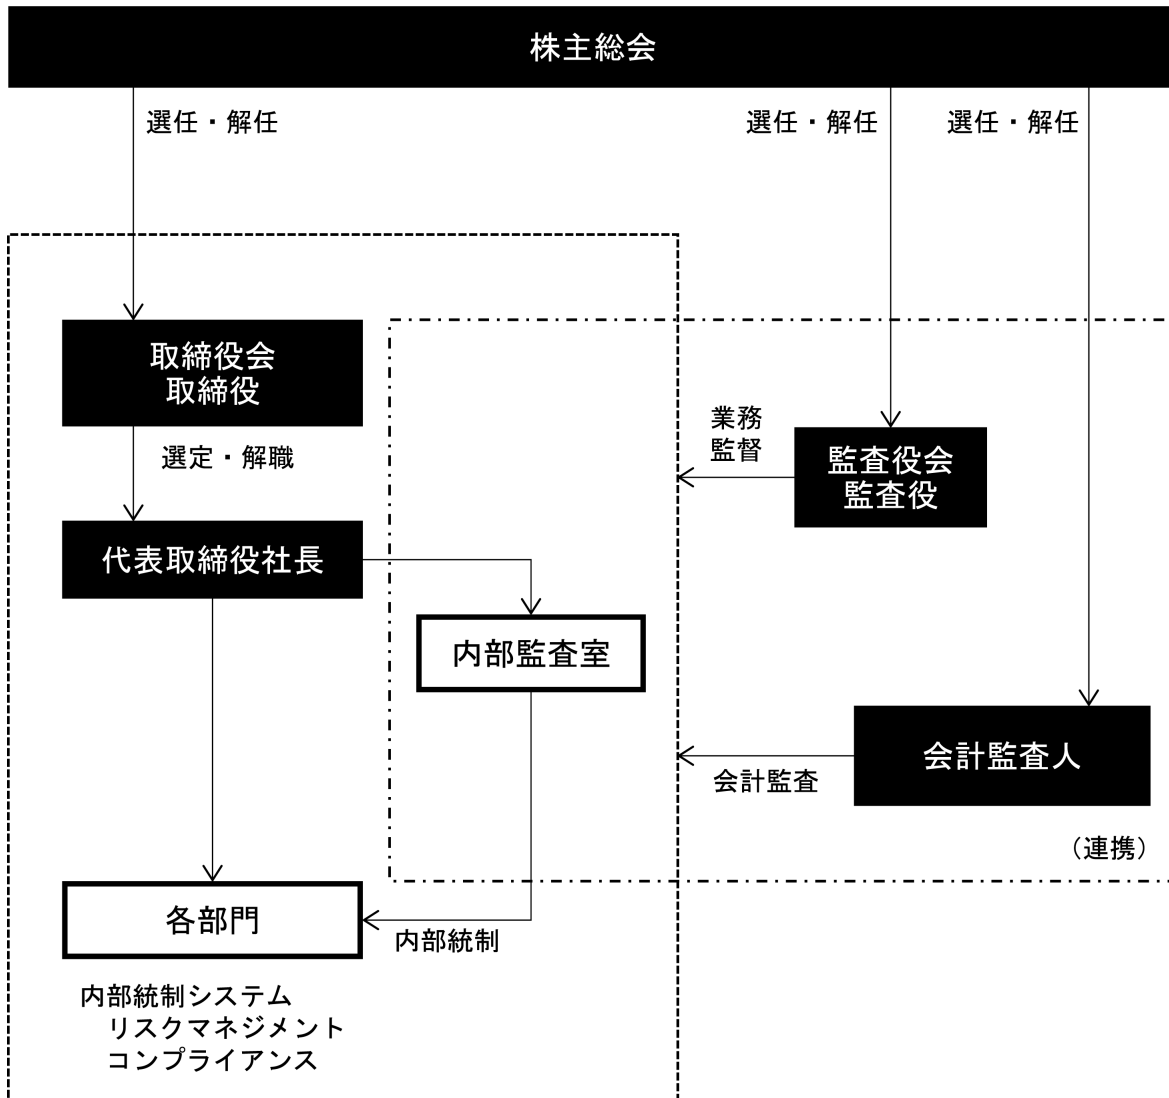 株主総会
選任・解任
選任・解任
選任・解任
取締役会
取締役
選定・解職
業務
監督
監査役会
監査役
代表取締役社長
内部監査室
会計監査人
会計監査
（連携）
各部門
内部統制
内部統制システム
リスクマネジメント
コンプライアンス